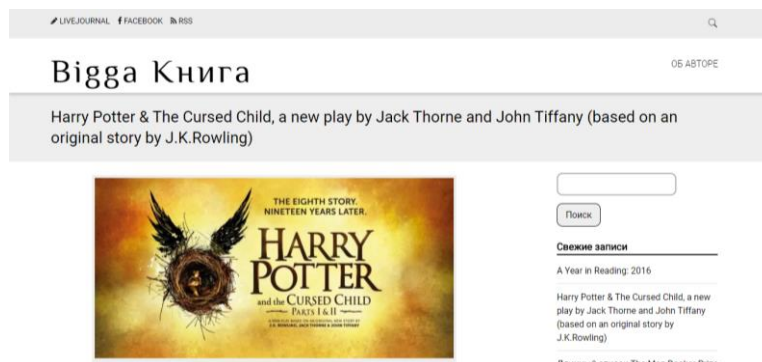 LIVEJOURNAL FACEBOOK RSS
Bigga Книга
ОБ АВТОРЕ
Harry Potter & The Cursed Child, a new play by Jack Thorne and John Tiffany (based on an
original story by J.K.Rowling)
THE EIGHTH STORY.
NINETEEN YEARS LATER.
HARRY
POTTER
and the CURSED CHILD
PARTS I & II
Поиск
Свежие записи
A Year in Reading: 2016
Harry Potter & The Cursed Child, a new
play by Jack Thorne and John Tiffany
(based on an original story by
J.K.Rowling)